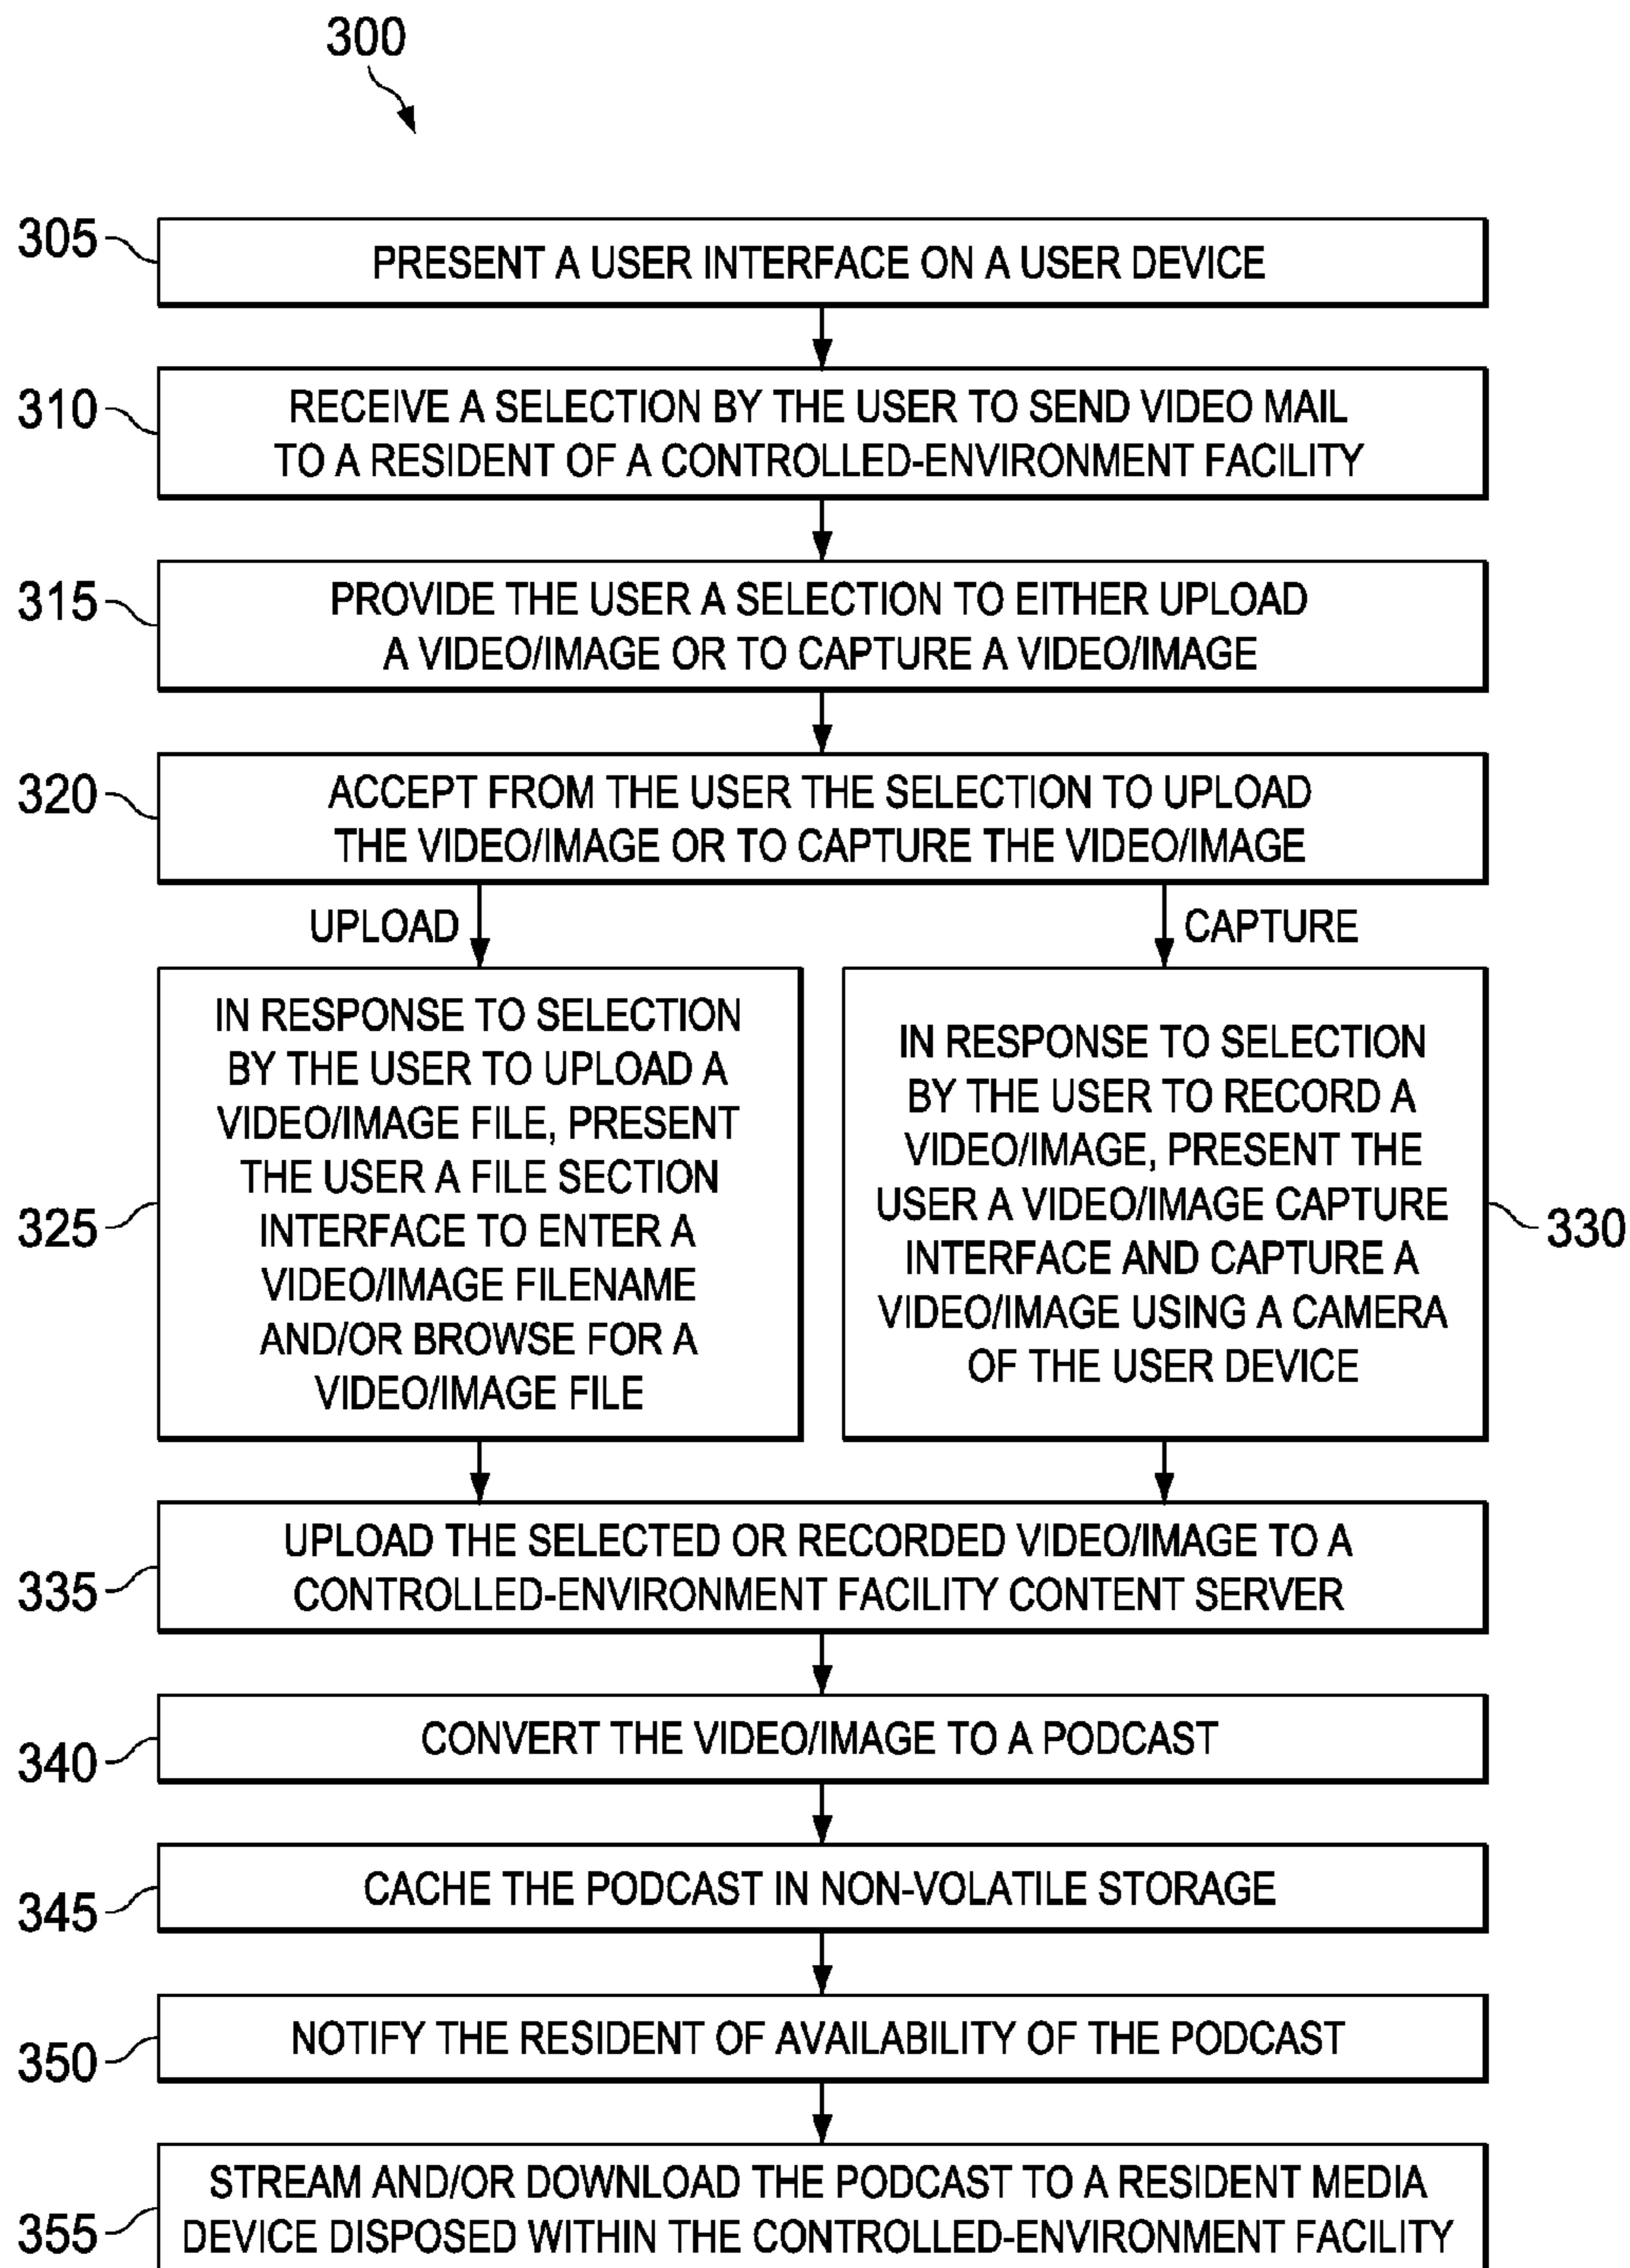 300
305
PRESENT A USER INTERFACE ON A USER DEVICE
310
RECEIVE A SELECTION BY THE USER TO SEND VIDEO MAIL
TO A RESIDENT OF A CONTROLLED-ENVIRONMENT FACILITY
315
PROVIDE THE USER A SELECTION TO EITHER UPLOAD
A VIDEO/IMAGE OR TO CAPTURE A VIDEO/IMAGE
320
ACCEPT FROM THE USER THE SELECTION TO UPLOAD
THE VIDEO/IMAGE OR TO CAPTURE THE VIDEO/IMAGE
UPLOAD
CAPTURE
325
IN RESPONSE TO SELECTION
BY THE USER TO UPLOAD A
VIDEO/IMAGE FILE, PRESENT
THE USER A FILE SECTION
INTERFACE TO ENTER A
VIDEO/IMAGE FILENAME
AND/OR BROWSE FOR A
VIDEO/IMAGE FILE
IN RESPONSE TO SELECTION
BY THE USER TO RECORD A
VIDEO/IMAGE, PRESENT THE
USER A VIDEO/IMAGE CAPTURE
INTERFACE AND CAPTURE A
VIDEO/IMAGE USING A CAMERA
OF THE USER DEVICE
330
335
UPLOAD THE SELECTED OR RECORDED VIDEO/IMAGE TO A
CONTROLLED-ENVIRONMENT FACILITY CONTENT SERVER
340
CONVERT THE VIDEO/IMAGE TO A PODCAST
345
CACHE THE PODCAST IN NON-VOLATILE STORAGE
350
NOTIFY THE RESIDENT OF AVAILABILITY OF THE PODCAST
355
STREAM AND/OR DOWNLOAD THE PODCAST TO A RESIDENT MEDIA
DEVICE DISPOSED WITHIN THE CONTROLLED-ENVIRONMENT FACILITY